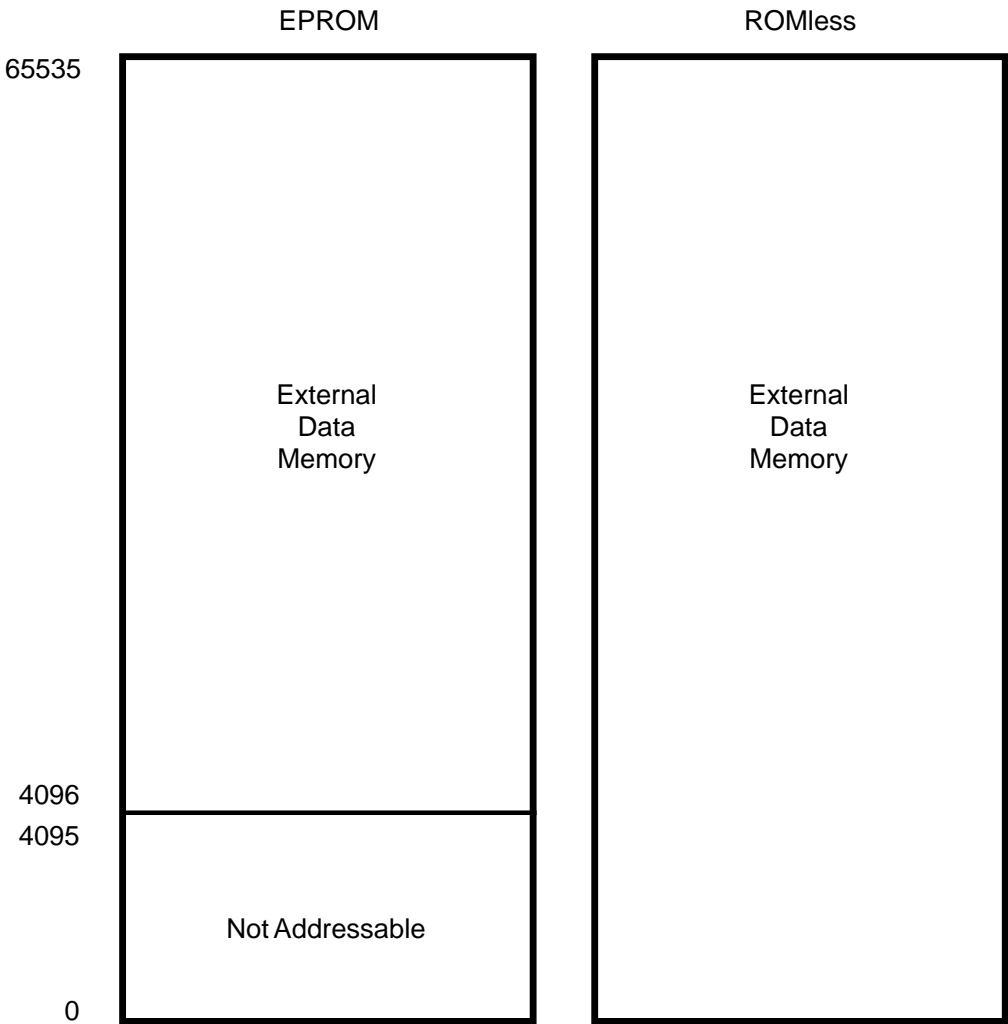 EPROM
ROMless
65535
External
Data
Memory
External
Data
Memory
4096
4095
Not Addressable
0